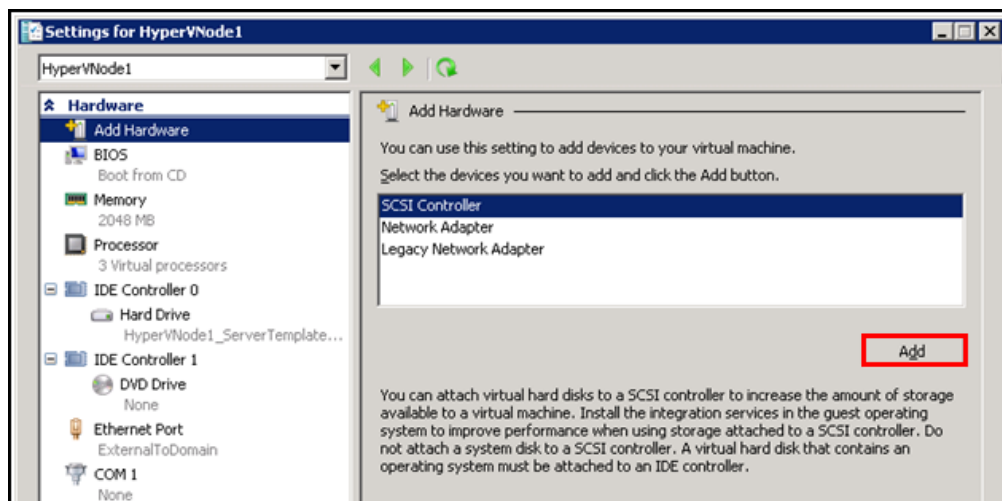 Settings for HyperVNode1
HyperVNode1
Hardware
Add Hardware
BIOS
Boot from CD
Memory
2048 MB
Processor
3 Virtual processors
IDE Controller 0
Hard Drive
HyperVNode1_ServerTemplate...
IDE Controller 1
DVD Drive
None
Ethernet Port
ExternalToDomain
COM 1
None
Add Hardware
You can use this setting to add devices to your virtual machine.
Select the devices you want to add and click the Add button.
SCSI Controller
Network Adapter
Legacy Network Adapter
Add
You can attach virtual hard disks to a SCSI controller to increase the amount of storage
available to a virtual machine. Install the integration services in the guest operating
system to improve performance when using storage attached to a SCSI controller. Do
not attach a system disk to a SCSI controller. A virtual hard disk that contains an
operating system must be attached to an IDE controller.